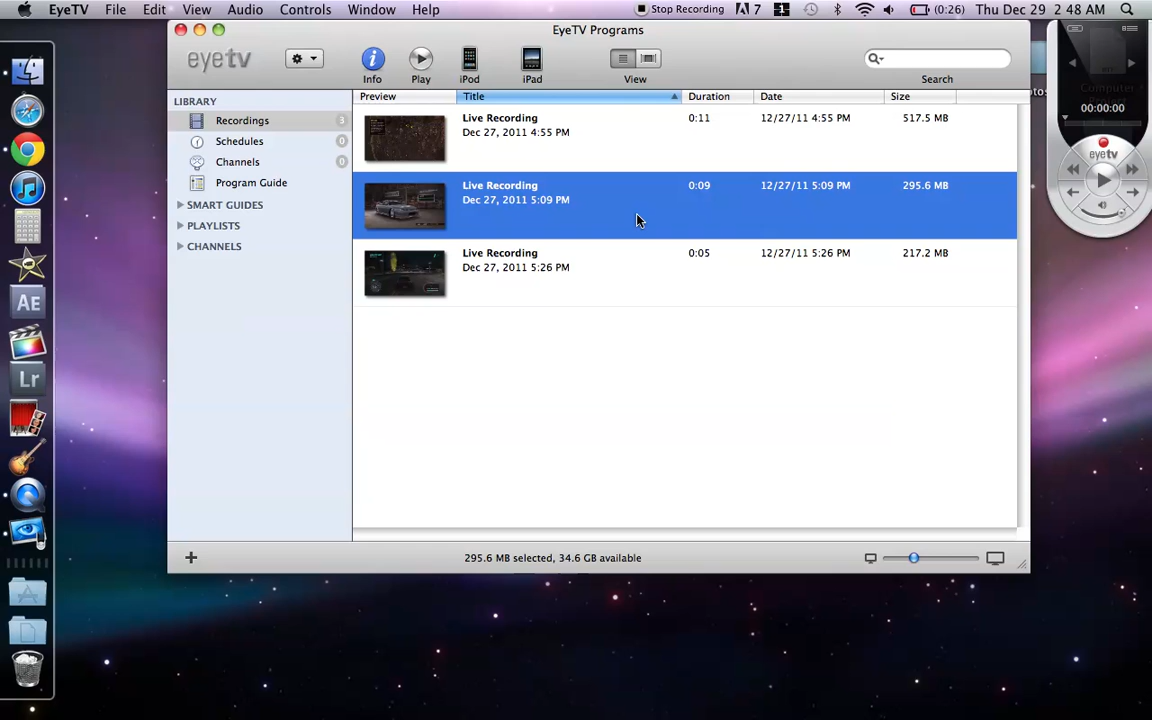 EyeTV File Edit View Audio Controls Window Help Stop Recording 7 1 (0:26) Thu Dec 29 2:48 AM
EyeTV Programs
eyetv
Info Play iPod iPad View Search
LIBRARY
Recordings 3
Schedules 0
Channels 0
Program Guide
SMART GUIDES
PLAYLISTS
CHANNELS
Preview Title Duration Date Size
Live Recording 0:11 12/27/11 4:55 PM 517.5 MB
Dec 27, 2011 4:55 PM
Live Recording 0:09 12/27/11 5:09 PM 295.6 MB
Dec 27, 2011 5:09 PM
Live Recording 0:05 12/27/11 5:26 PM 217.2 MB
Dec 27, 2011 5:26 PM
295.6 MB selected, 34.6 GB available
Computer
00:00:00
eyetv
AE
Lr